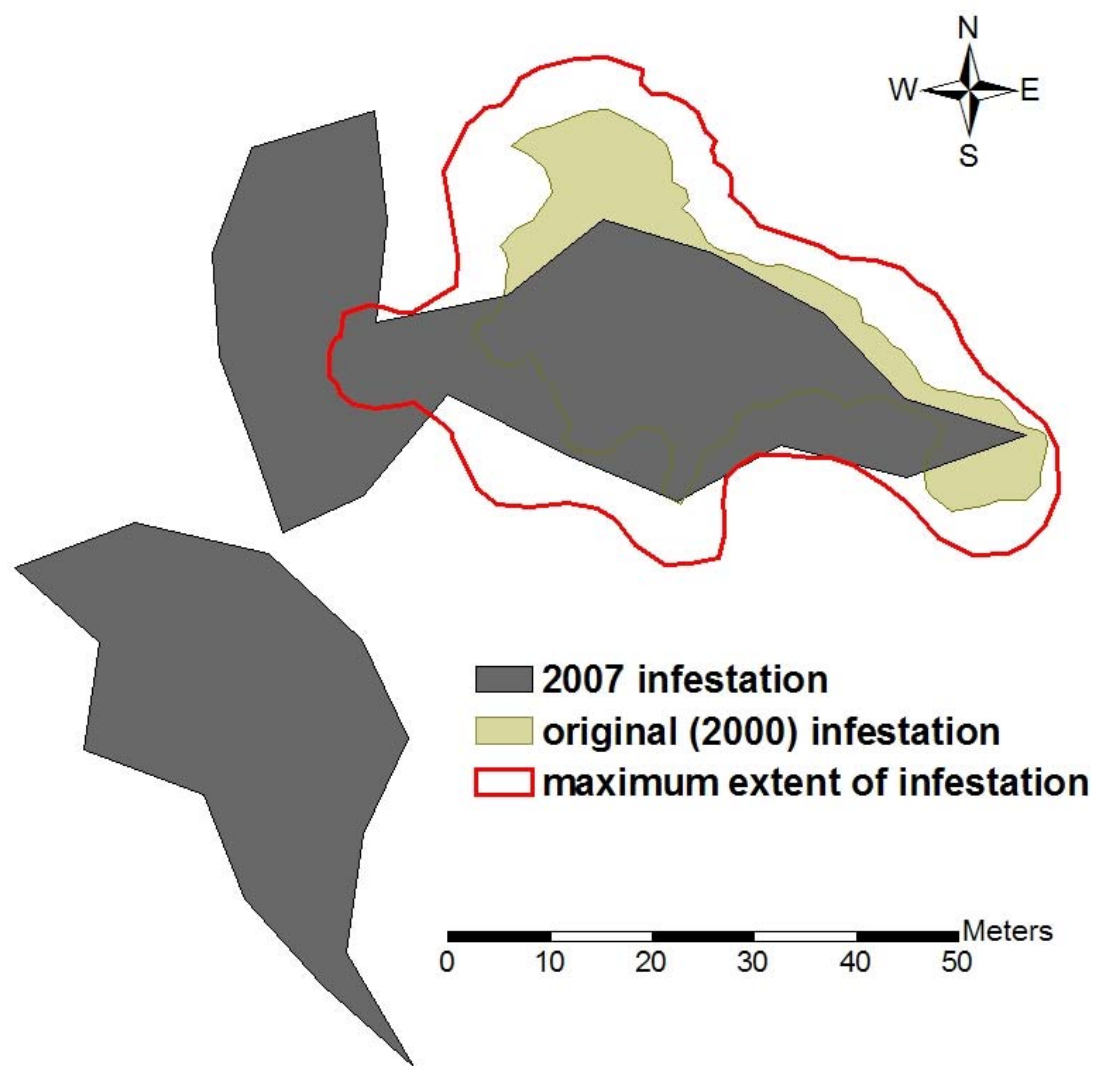 N
W E
S
2007 infestation
original (2000) infestation
maximum extent of infestation
Meters
0 10 20 30 40 50